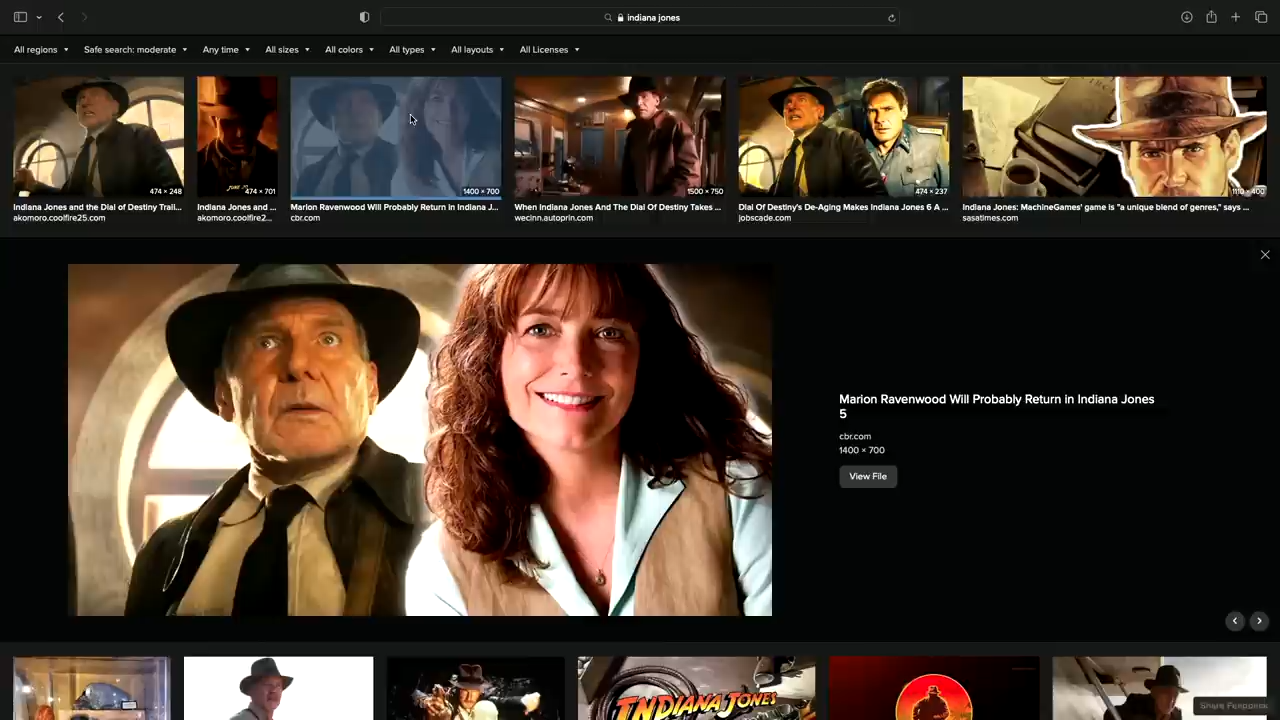 indiana jones
All regions
Safe search: moderate
Any time
All sizes
All colors
All types
All layouts
All Licenses
474 × 248
474 × 701
1400 × 700
1500 × 750
474 × 237
1110 × 400
Indiana Jones and the Dial of Destiny Trail...
Indiana Jones and ...
Marion Ravenwood Will Probably Return in Indiana J...
When Indiana Jones And The Dial Of Destiny Takes ...
Dial Of Destiny's De-Aging Makes Indiana Jones 6 A ...
Indiana Jones: MachineGames' game is "a unique blend of genres," says ...
akomoro.coolfire25.com
akomoro.coolfire2...
cbr.com
wecinn.autoprin.com
jobscade.com
sasatimes.com
Marion Ravenwood Will Probably Return in Indiana Jones
5
cbr.com
1400 × 700
View File
INDIANA JONES
Share Feedback